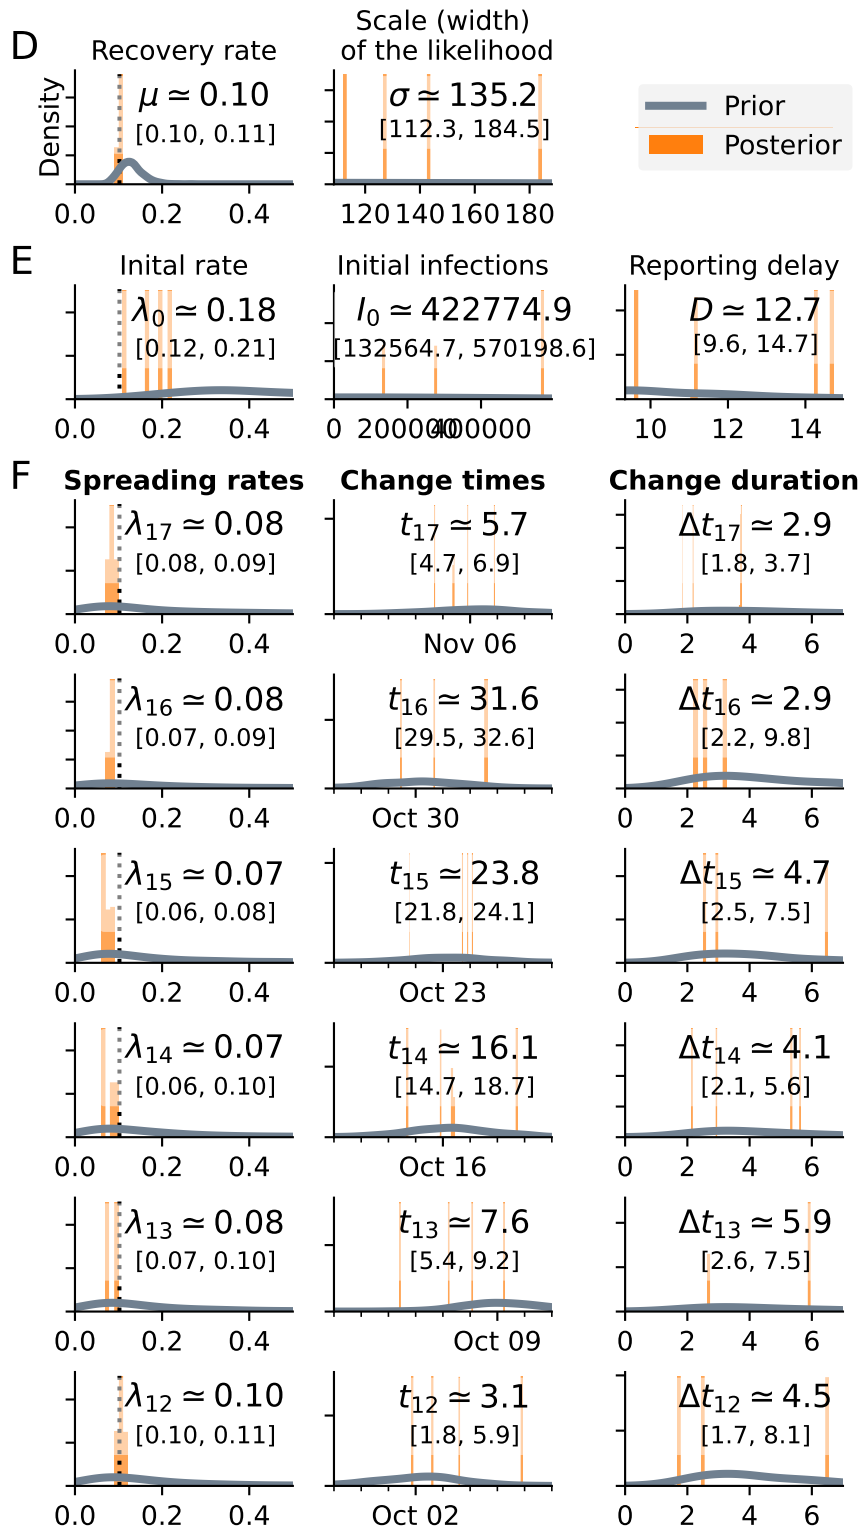 D
Recovery rate
Scale (width)
of the likelihood
Density
μ ≃ 0.10
[0.10, 0.11]
σ ≃ 135.2
[112.3, 184.5]
Prior
Posterior
0.0 0.2 0.4
120 140 160 180
E
Inital rate
Initial infections
Reporting delay
λ0 ≃ 0.18
[0.12, 0.21]
I0 ≃ 422774.9
[132564.7, 570198.6]
D ≃ 12.7
[9.6, 14.7]
0.0 0.2 0.4
0 200000 400000
10 12 14
F
Spreading rates
Change times
Change duration
λ17 ≃ 0.08
[0.08, 0.09]
t17 ≃ 5.7
[4.7, 6.9]
Δt17 ≃ 2.9
[1.8, 3.7]
0.0 0.2 0.4
Nov 06
0 2 4 6
λ16 ≃ 0.08
[0.07, 0.09]
t16 ≃ 31.6
[29.5, 32.6]
Δt16 ≃ 2.9
[2.2, 9.8]
0.0 0.2 0.4
Oct 30
0 2 4 6
λ15 ≃ 0.07
[0.06, 0.08]
t15 ≃ 23.8
[21.8, 24.1]
Δt15 ≃ 4.7
[2.5, 7.5]
0.0 0.2 0.4
Oct 23
0 2 4 6
λ14 ≃ 0.07
[0.06, 0.10]
t14 ≃ 16.1
[14.7, 18.7]
Δt14 ≃ 4.1
[2.1, 5.6]
0.0 0.2 0.4
Oct 16
0 2 4 6
λ13 ≃ 0.08
[0.07, 0.10]
t13 ≃ 7.6
[5.4, 9.2]
Δt13 ≃ 5.9
[2.6, 7.5]
0.0 0.2 0.4
Oct 09
0 2 4 6
λ12 ≃ 0.10
[0.10, 0.11]
t12 ≃ 3.1
[1.8, 5.9]
Δt12 ≃ 4.5
[1.7, 8.1]
0.0 0.2 0.4
Oct 02
0 2 4 6